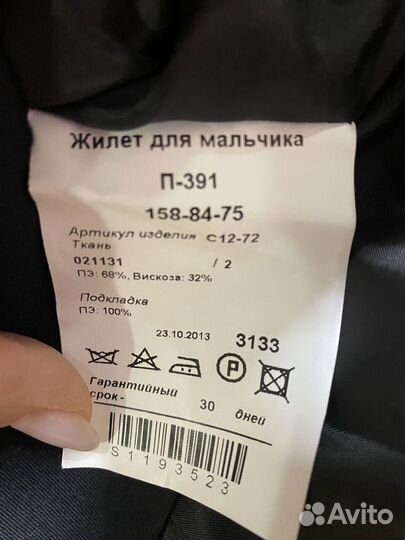 Жилет для мальчика
П-391
158-84-75
Артикул изделия С12-72
Ткань
021131 / 2
ПЭ: 68%, Вискоза: 32%
Подкладка
ПЭ: 100%
23.10.2013 3133
P
Гарантийный
срок- 30 дней
S1193523
Avito